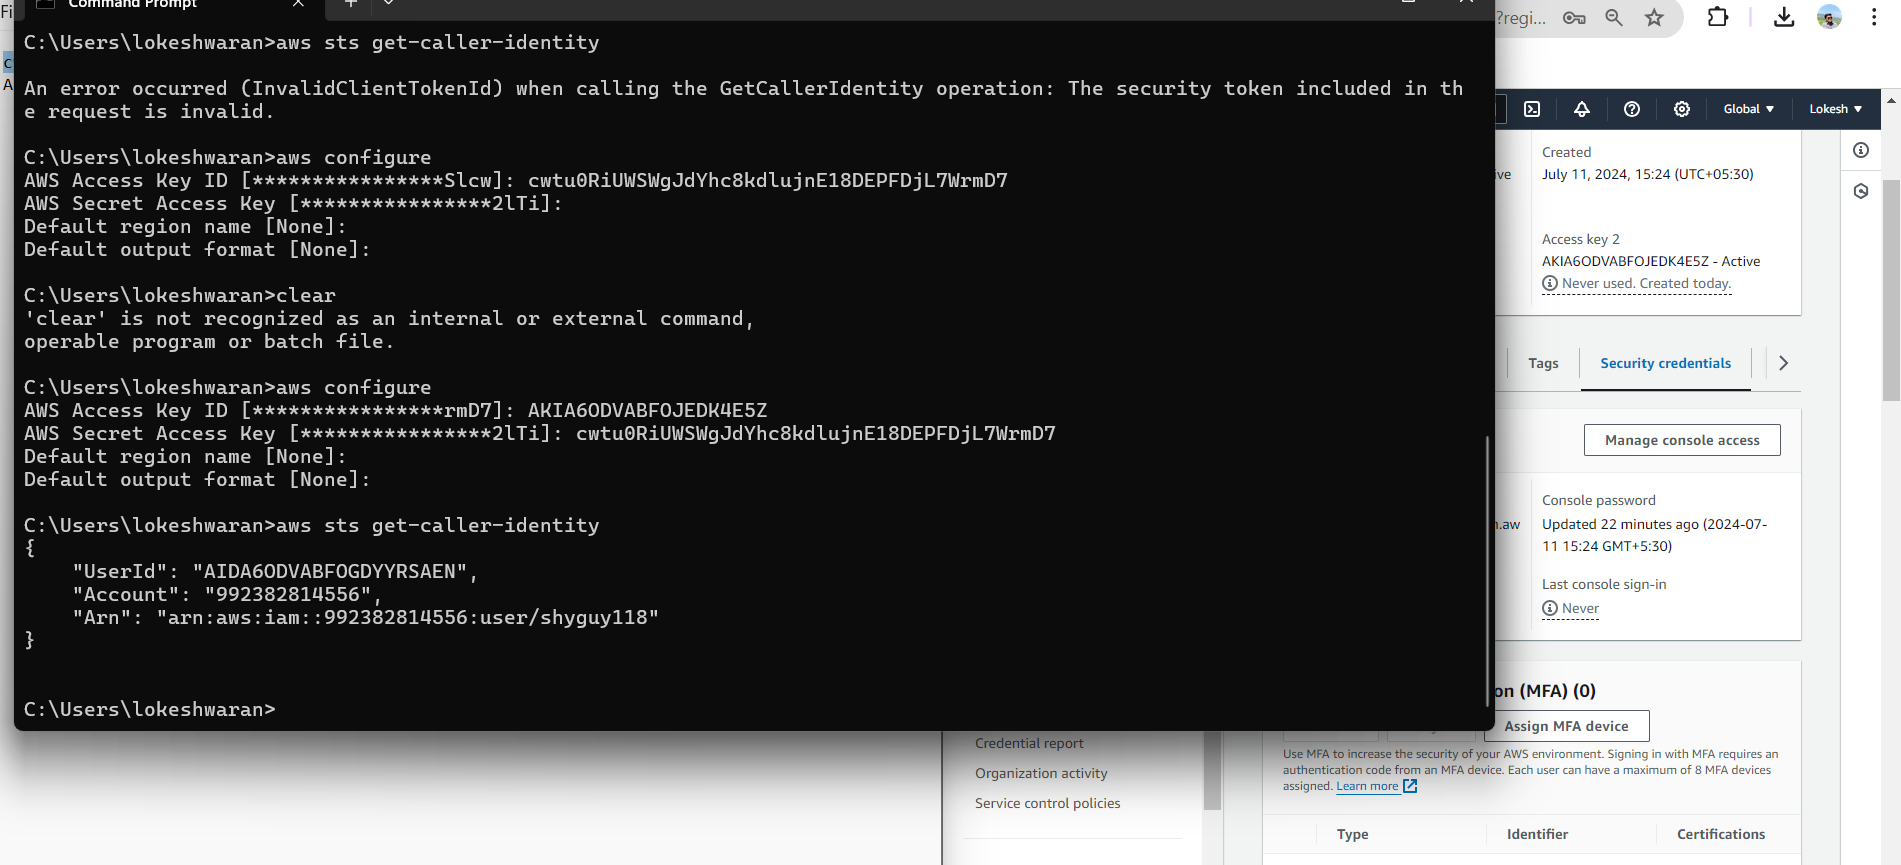 Fi
Command Prompt
C:\Users\lokeshwaran>aws sts get-caller-identity
An error occurred (InvalidClientTokenId) when calling the GetCallerIdentity operation: The security token included in th
e request is invalid.
C:\Users\lokeshwaran>aws configure
AWS Access Key ID [****************Slcw]: cwtu0RiUWSWgJdYhc8kdlujnE18DEPFDjL7WrmD7
AWS Secret Access Key [****************2lTi]:
Default region name [None]:
Default output format [None]:
C:\Users\lokeshwaran>clear
'clear' is not recognized as an internal or external command,
operable program or batch file.
C:\Users\lokeshwaran>aws configure
AWS Access Key ID [****************rmD7]: AKIA6ODVABFOJEDK4E5Z
AWS Secret Access Key [****************2lTi]: 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
Default region name [None]:
Default output format [None]:
C:\Users\lokeshwaran>aws sts get-caller-identity
{
    "UserId": "AIDA6ODVABFOGDYYRSAEN",
    "Account": "992382814556",
    "Arn": "arn:aws:iam::992382814556:user/shyguy118"
}
C:\Users\lokeshwaran>
?regi...
Global
Lokesh
Created
July 11, 2024, 15:24 (UTC+05:30)
Access key 2
AKIA6ODVABFOJEDK4E5Z - Active
Never used. Created today.
Tags
Security credentials
Manage console access
Console password
Updated 22 minutes ago (2024-07-
11 15:24 GMT+5:30)
Last console sign-in
Never
on (MFA) (0)
Assign MFA device
Use MFA to increase the security of your AWS environment. Signing in with MFA requires an
authentication code from an MFA device. Each user can have a maximum of 8 MFA devices
assigned. Learn more
Type
Identifier
Certifications
Credential report
Organization activity
Service control policies